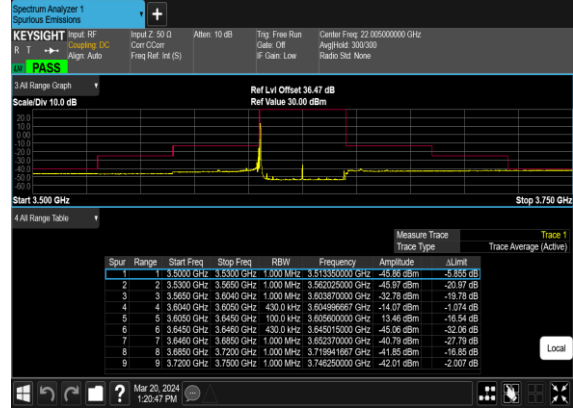 Spectrum Analyzer 1
Spurious Emissions
KEYSIGHT Input: RF Input Z: 50 Ω Atten: 10 dB Trig: Free Run Center Freq: 22.005000000 GHz
R T Coupling: DC Corr CCorr Gate: Off Avg|Hold: 300/300
Align: Auto Freq Ref: Int (S) IF Gain: Low Radio Std: None
PASS
3 All Range Graph
Ref Lvl Offset 36.47 dB
Scale/Div 10.0 dB Ref Value 30.00 dBm
20.0
10.0
0.00
-10.0
-20.0
-30.0
-40.0
-50.0
-60.0
Start 3.500 GHz Stop 3.750 GHz
4 All Range Table
Measure Trace Trace 1
Trace Type Trace Average (Active)
Spur Range Start Freq Stop Freq RBW Frequency Amplitude ΔLimit
1 1 3.5000 GHz 3.5300 GHz 1.000 MHz 3.513350000 GHz -45.86 dBm -5.855 dB
2 2 3.5300 GHz 3.5650 GHz 1.000 MHz 3.562025000 GHz -45.97 dBm -20.97 dB
3 3 3.5650 GHz 3.6040 GHz 1.000 MHz 3.603870000 GHz -32.78 dBm -19.78 dB
4 4 3.6040 GHz 3.6050 GHz 430.0 kHz 3.604996667 GHz -14.07 dBm -1.074 dB
5 5 3.6050 GHz 3.6450 GHz 100.0 kHz 3.605600000 GHz 13.46 dBm -16.54 dB
6 6 3.6450 GHz 3.6460 GHz 430.0 kHz 3.645015000 GHz -45.06 dBm -32.06 dB
7 7 3.6460 GHz 3.6850 GHz 1.000 MHz 3.652370000 GHz -40.79 dBm -27.79 dB
8 8 3.6850 GHz 3.7200 GHz 1.000 MHz 3.719941667 GHz -41.85 dBm -16.85 dB
9 9 3.7200 GHz 3.7500 GHz 1.000 MHz 3.746250000 GHz -42.01 dBm -2.007 dB
Local
Mar 20, 2024
1:20:47 PM